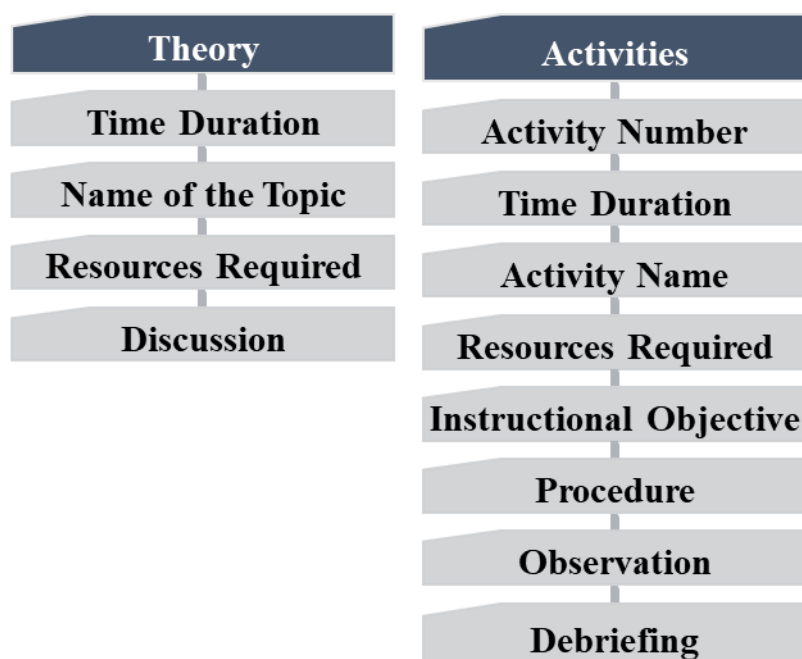 Theory
Time Duration
Name of the Topic
Resources Required
Discussion
Activities
Activity Number
Time Duration
Activity Name
Resources Required
Instructional Objective
Procedure
Observation
Debriefing